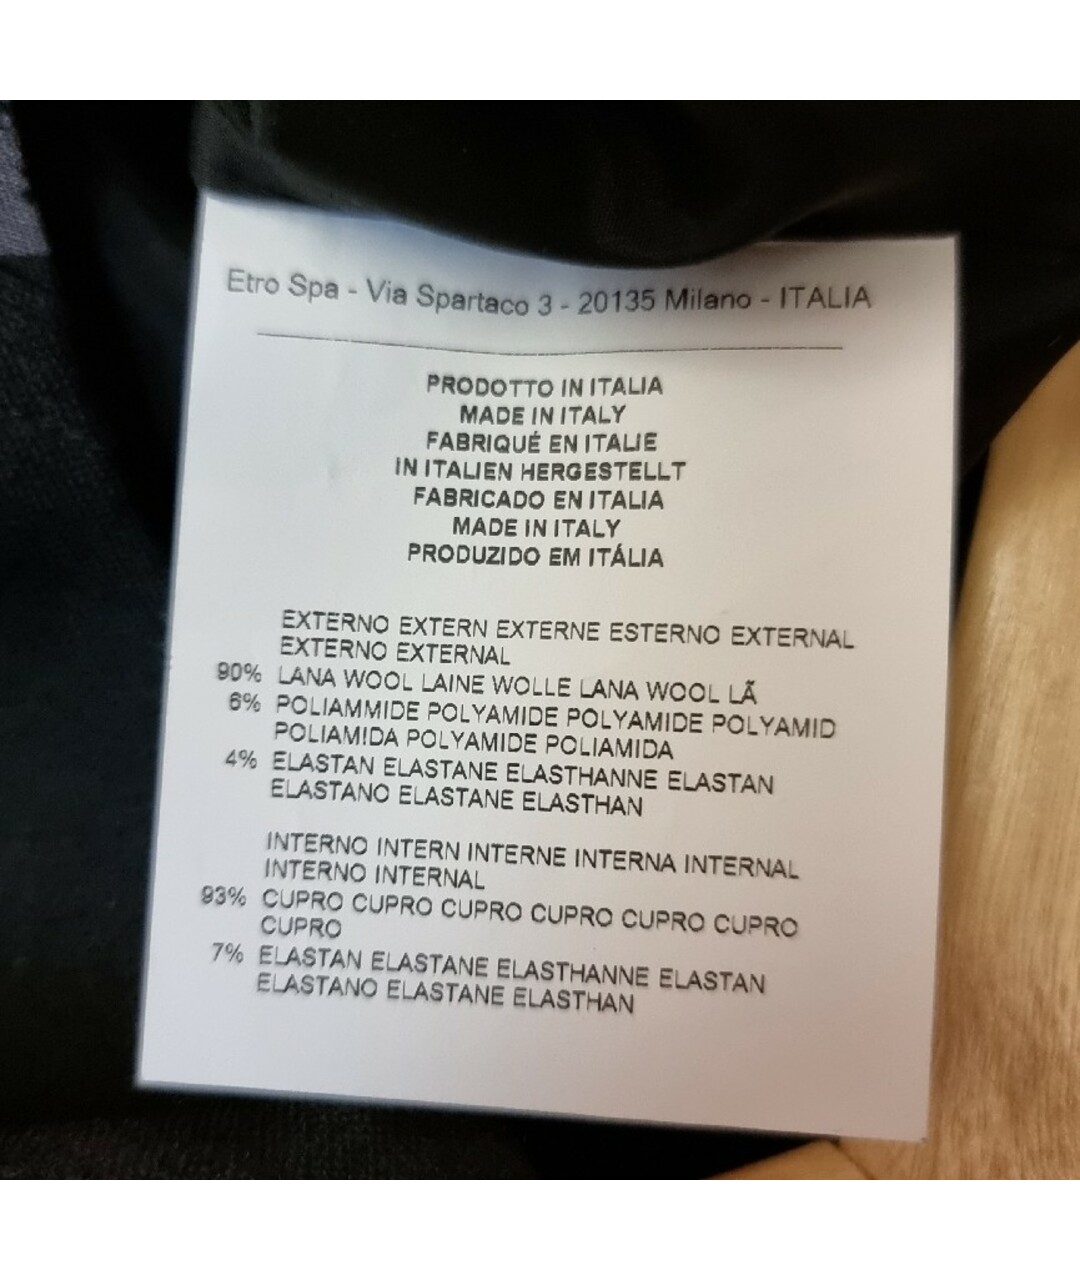 Etro Spa - Via Spartaco 3 - 20135 Milano - ITALIA
PRODOTTO IN ITALIA
MADE IN ITALY
FABRIQUÉ EN ITALIE
IN ITALIEN HERGESTELLT
FABRICADO EN ITALIA
MADE IN ITALY
PRODUZIDO EM ITÁLIA
EXTERNO EXTERN EXTERNE ESTERNO EXTERNAL
EXTERNO EXTERNAL
90% LANA WOOL LAINE WOLLE LANA WOOL LÃ
6% POLIAMMIDE POLYAMIDE POLYAMIDE POLYAMID
POLIAMIDA POLYAMIDE POLIAMIDA
4% ELASTAN ELASTANE ELASTHANNE ELASTAN
ELASTANO ELASTANE ELASTHAN
INTERNO INTERN INTERNE INTERNA INTERNAL
INTERNO INTERNAL
93% CUPRO CUPRO CUPRO CUPRO CUPRO CUPRO
CUPRO
7% ELASTAN ELASTANE ELASTHANNE ELASTAN
ELASTANO ELASTANE ELASTHAN